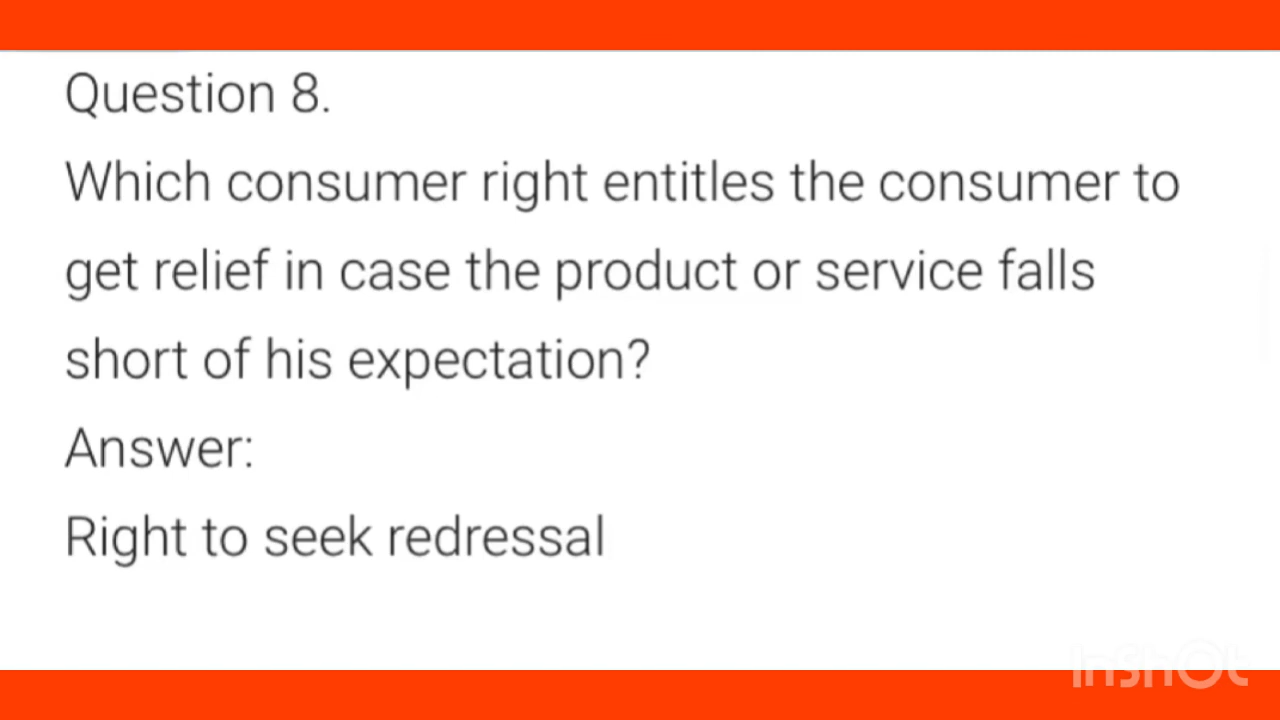 Question 8.
Which consumer right entitles the consumer to
get relief in case the product or service falls
short of his expectation?
Answer:
Right to seek redressal
InShOt